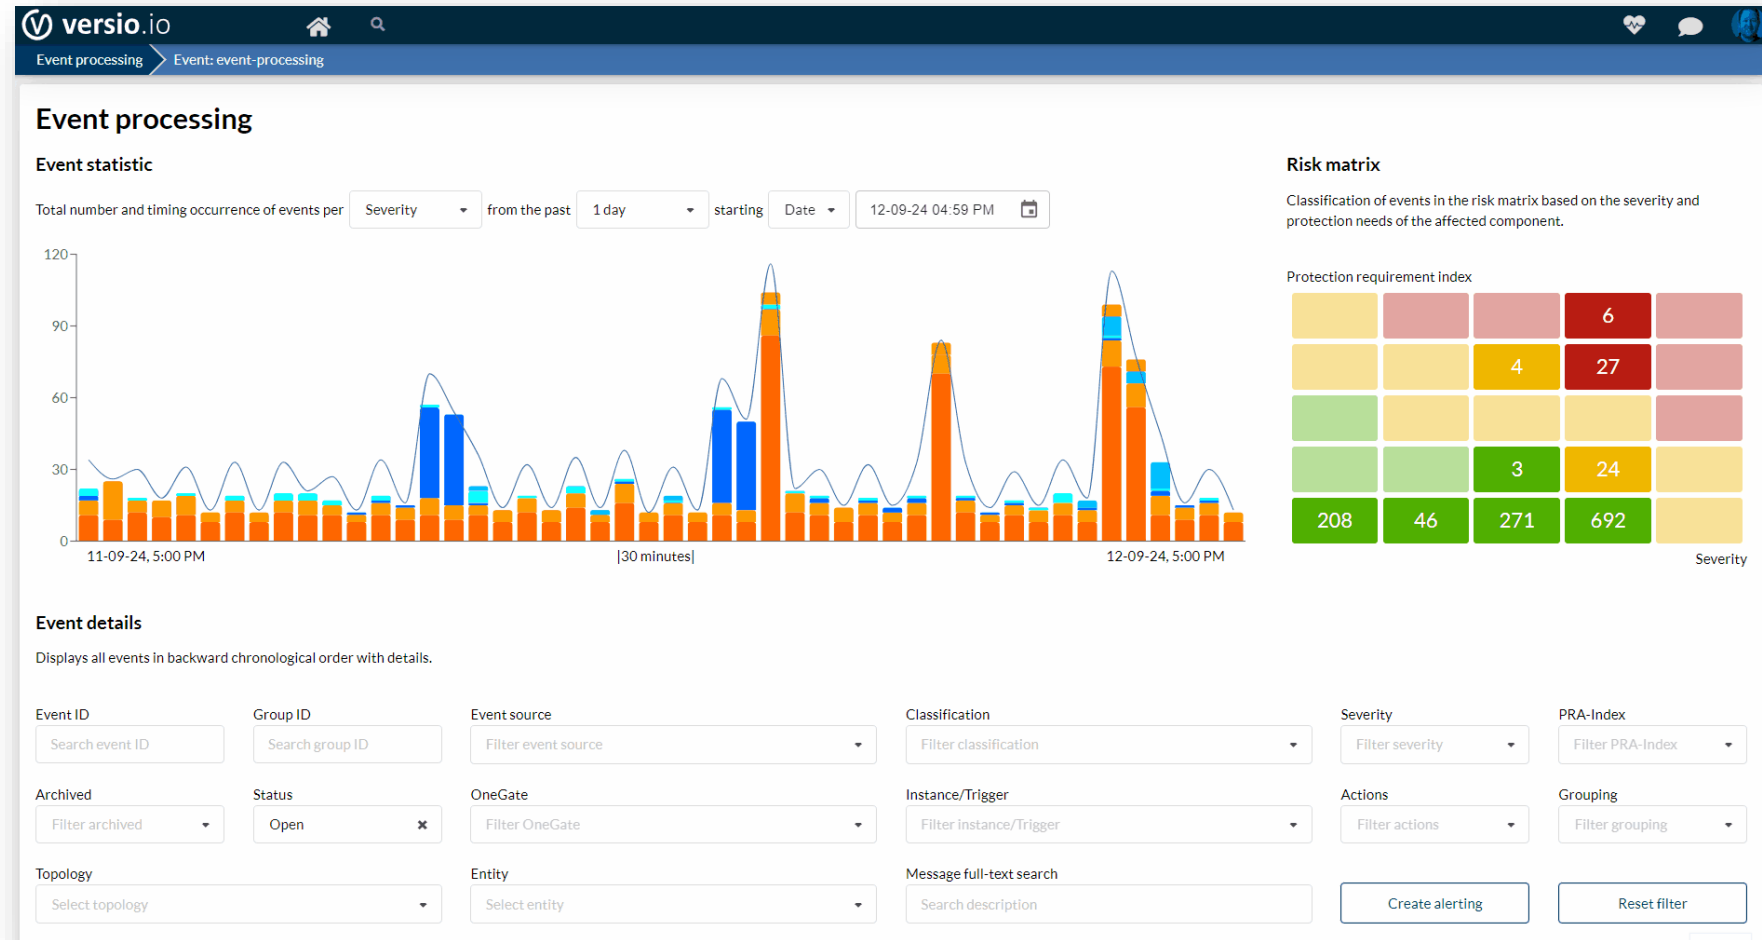 versio.io
Event processing
Event: event-processing
Event processing
Event statistic
Total number and timing occurrence of events per Severity from the past 1 day starting Date 12-09-24 04:59 PM
120
90
60
30
0
11-09-24, 5:00 PM |30 minutes| 12-09-24, 5:00 PM
Risk matrix
Classification of events in the risk matrix based on the severity and
protection needs of the affected component.
Protection requirement index
6
4 27
3 24
208 46 271 692
Severity
Event details
Displays all events in backward chronological order with details.
Event ID Group ID Event source Classification Severity PRA-Index
Search event ID Search group ID Filter event source Filter classification Filter severity Filter PRA-Index
Archived Status OneGate Instance/Trigger Actions Grouping
Filter archived Open Filter OneGate Filter instance/Trigger Filter actions Filter grouping
Topology Entity Message full-text search
Select topology Select entity Search description Create alerting Reset filter